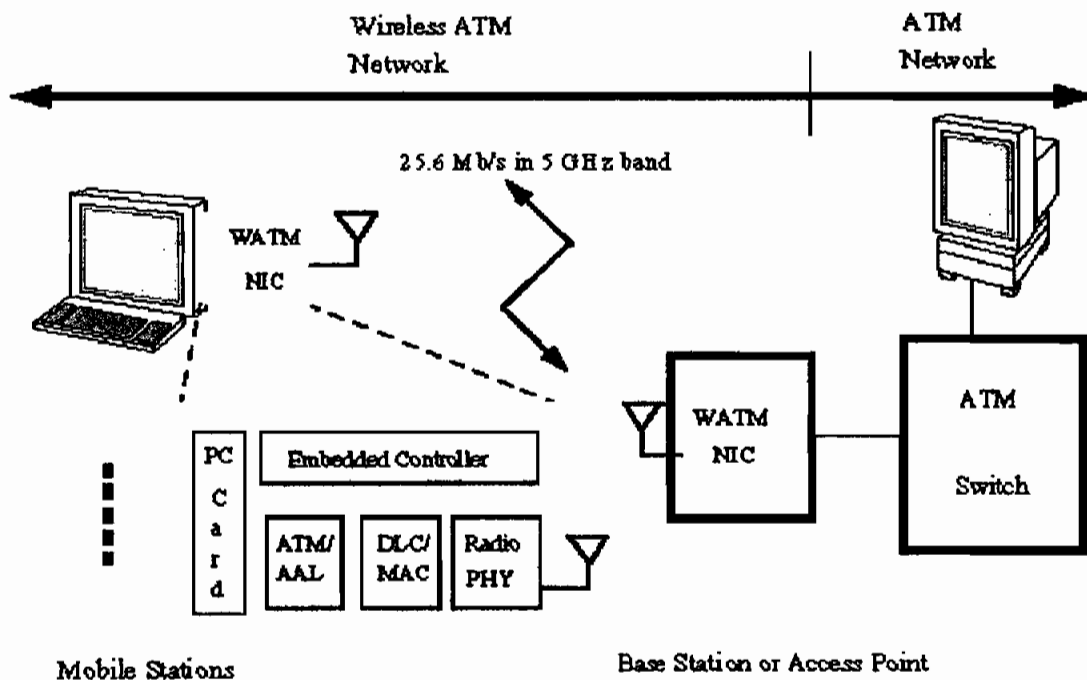 Wireless ATM
Network
ATM
Network
25.6 Mb/s in 5 GHz band
WATM
NIC
WATM
NIC
ATM
Switch
PC
C
a
r
d
Embedded Controller
ATM/
AAL
DLC/
MAC
Radio
PHY
Mobile Stations
Base Station or Access Point